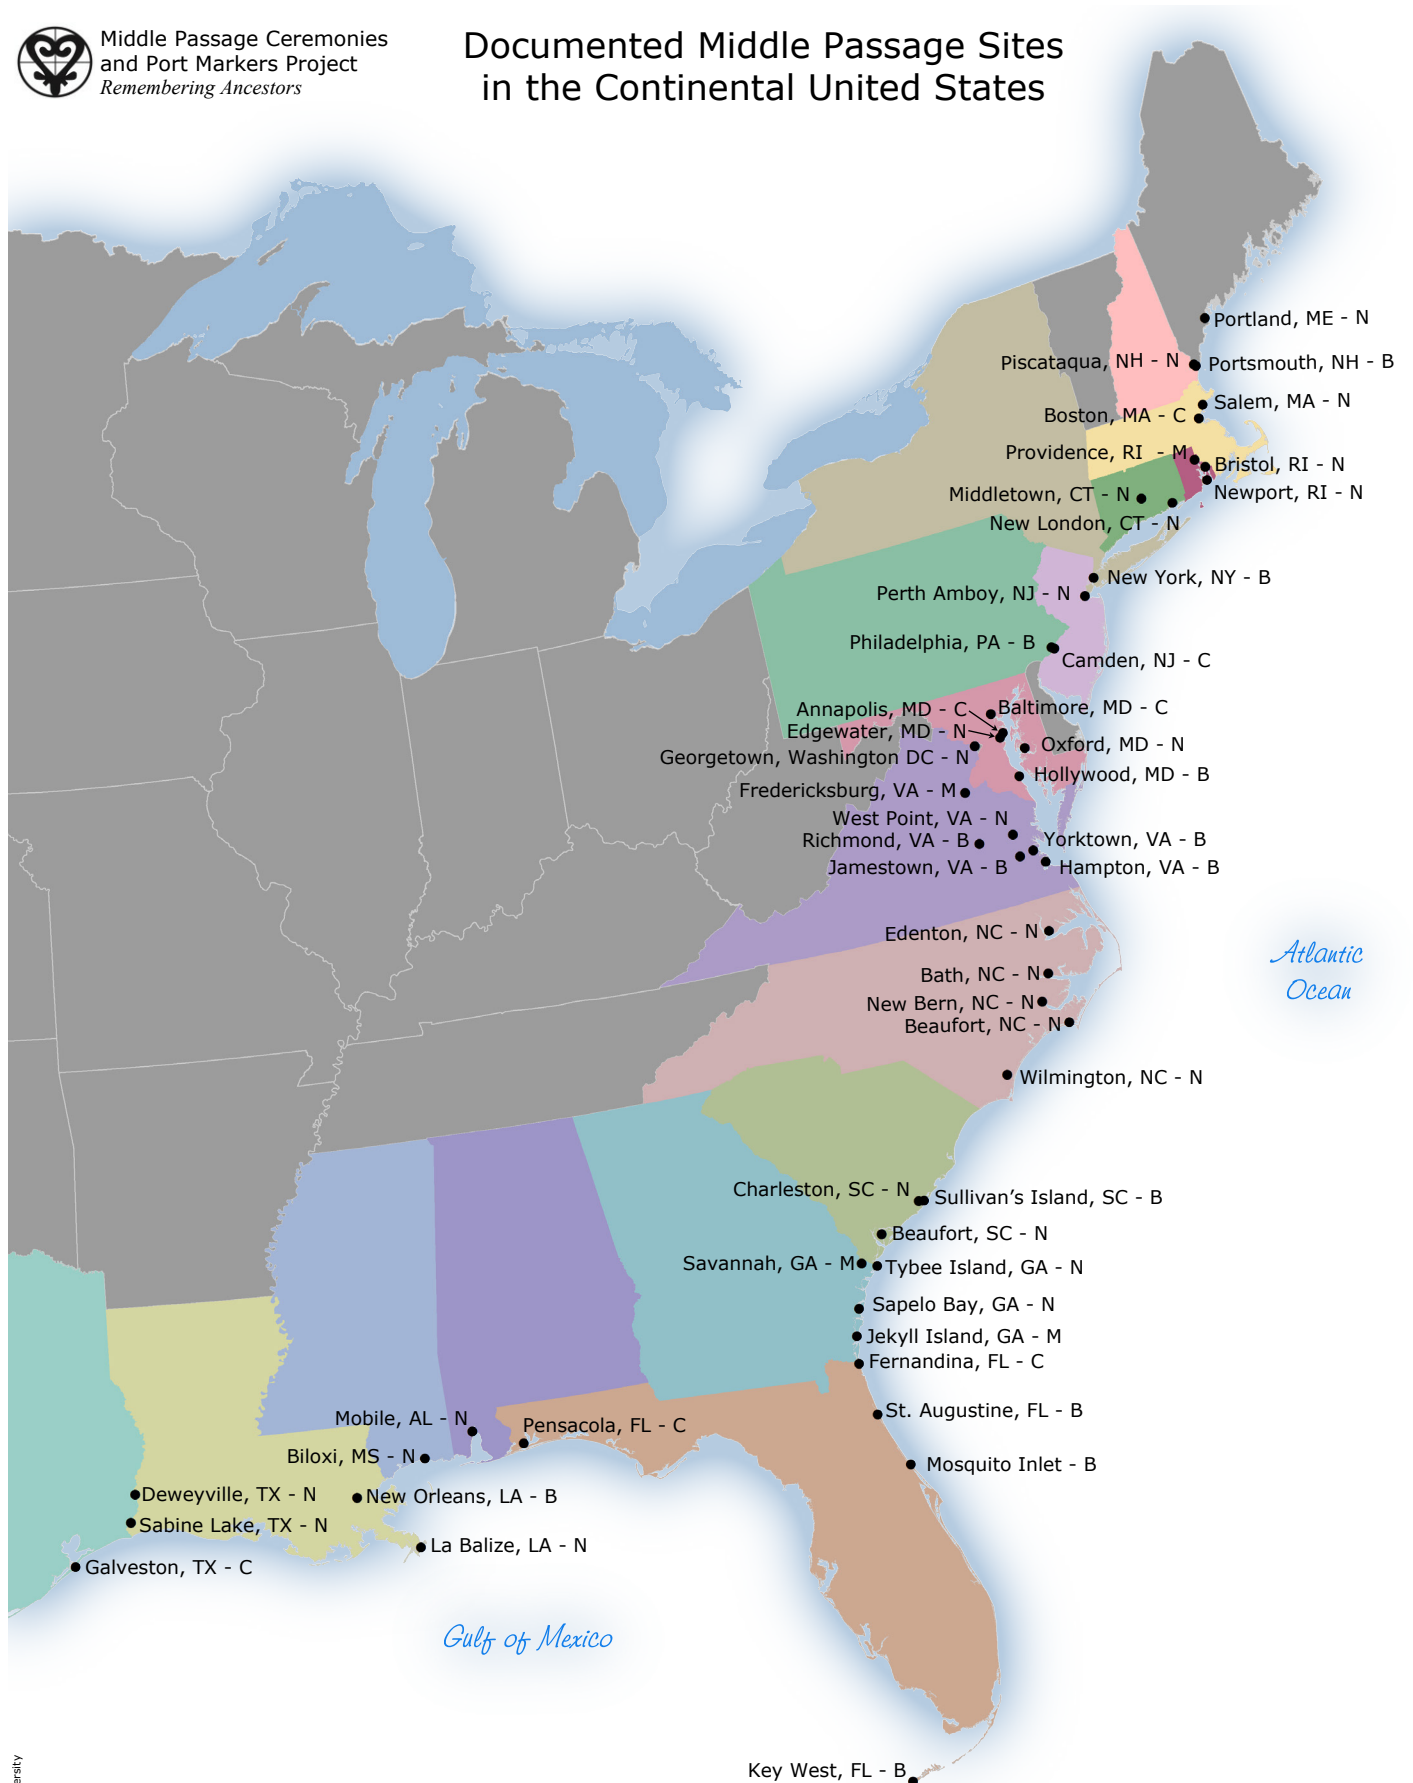 Middle Passage Ceremonies
and Port Markers Project
Remembering Ancestors
Documented Middle Passage Sites
in the Continental United States
Portland, ME - N
Piscataqua, NH - N
Portsmouth, NH - B
Salem, MA - N
Boston, MA - C
Providence, RI - M
Bristol, RI - N
Newport, RI - N
Middletown, CT - N
New London, CT - N
New York, NY - B
Perth Amboy, NJ - N
Philadelphia, PA - B
Camden, NJ - C
Annapolis, MD - C
Baltimore, MD - C
Edgewater, MD - N
Oxford, MD - N
Georgetown, Washington DC - N
Hollywood, MD - B
Fredericksburg, VA - M
West Point, VA - N
Richmond, VA - B
Yorktown, VA - B
Jamestown, VA - B
Hampton, VA - B
Edenton, NC - N
Atlantic
Ocean
Bath, NC - N
New Bern, NC - N
Beaufort, NC - N
Wilmington, NC - N
Charleston, SC - N
Sullivan’s Island, SC - B
Beaufort, SC - N
Savannah, GA - M
Tybee Island, GA - N
Sapelo Bay, GA - N
Jekyll Island, GA - M
Fernandina, FL - C
St. Augustine, FL - B
Mobile, AL - N
Pensacola, FL - C
Biloxi, MS - N
Mosquito Inlet - B
Deweyville, TX - N
New Orleans, LA - B
Sabine Lake, TX - N
La Balize, LA - N
Galveston, TX - C
Gulf of Mexico
Key West, FL - B